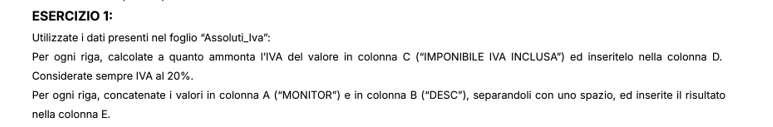 ESERCIZIO 1:
Utilizzate i dati presenti nel foglio “Assoluti_Iva”:
Per ogni riga, calcolate a quanto ammonta l’IVA del valore in colonna C (“IMPONIBILE IVA INCLUSA”) ed inseritelo nella colonna D.
Considerate sempre IVA al 20%.
Per ogni riga, concatenate i valori in colonna A (“MONITOR”) e in colonna B (“DESC”), separandoli con uno spazio, ed inserite il risultato
nella colonna E.